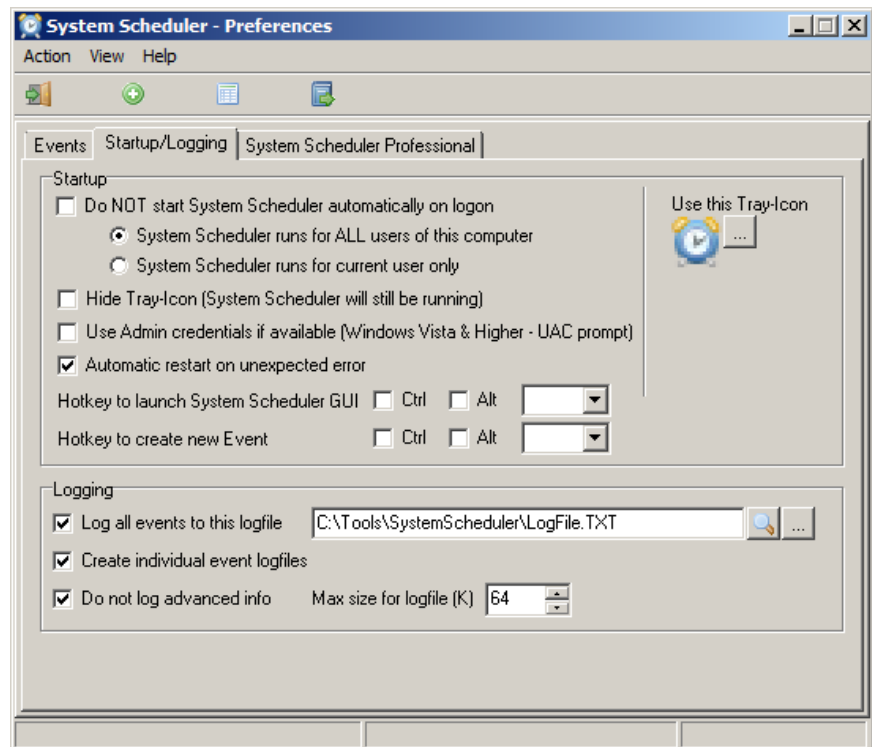 System Scheduler - Preferences
Action View Help
Events Startup/Logging System Scheduler Professional
Startup
Do NOT start System Scheduler automatically on logon
Use this Tray-Icon
System Scheduler runs for ALL users of this computer
...
System Scheduler runs for current user only
Hide Tray-Icon (System Scheduler will still be running)
Use Admin credentials if available (Windows Vista & Higher - UAC prompt)
Automatic restart on unexpected error
Hotkey to launch System Scheduler GUI Ctrl Alt
Hotkey to create new Event Ctrl Alt
Logging
Log all events to this logfile C:\Tools\SystemScheduler\LogFile.TXT ...
Create individual event logfiles
Do not log advanced info Max size for logfile (K) 64